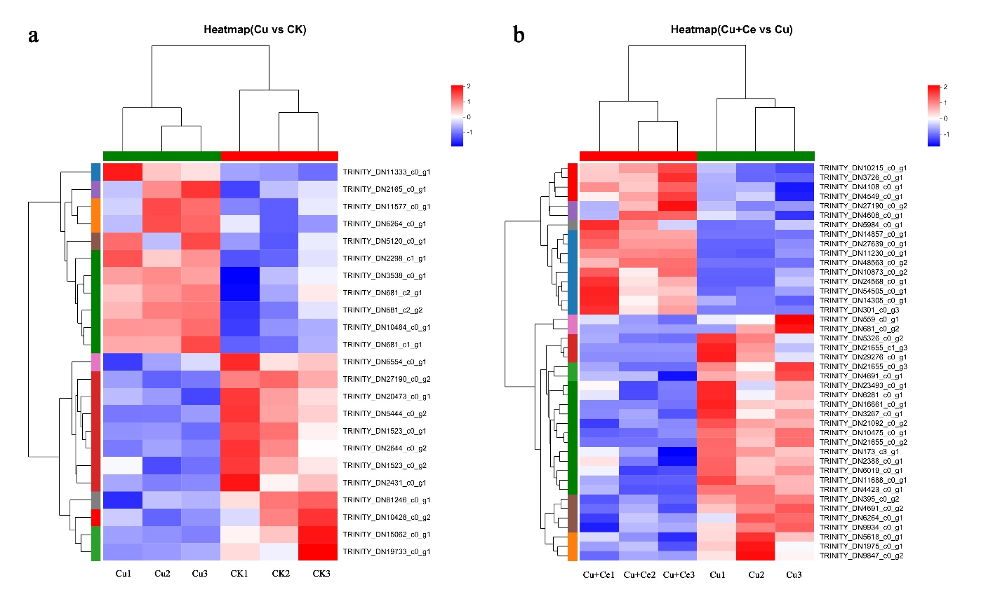 a
Heatmap(Cu vs CK)
2
1
0
-1
TRINITY_DN11333_c0_g1
TRINITY_DN2165_c0_g1
TRINITY_DN11577_c0_g1
TRINITY_DN6264_c0_g1
TRINITY_DN5120_c0_g1
TRINITY_DN2298_c1_g1
TRINITY_DN3538_c0_g1
TRINITY_DN681_c2_g1
TRINITY_DN681_c2_g2
TRINITY_DN10484_c0_g1
TRINITY_DN681_c1_g1
TRINITY_DN6554_c0_g1
TRINITY_DN27190_c0_g2
TRINITY_DN20473_c0_g1
TRINITY_DN5444_c0_g2
TRINITY_DN1523_c0_g1
TRINITY_DN2644_c0_g2
TRINITY_DN1523_c0_g2
TRINITY_DN2431_c0_g1
TRINITY_DN81246_c0_g1
TRINITY_DN10428_c0_g2
TRINITY_DN15062_c0_g1
TRINITY_DN19733_c0_g1
Cu1 Cu2 Cu3 CK1 CK2 CK3
b
Heatmap(Cu+Ce vs Cu)
2
1
0
-1
TRINITY_DN10215_c0_g1
TRINITY_DN3726_c0_g1
TRINITY_DN4108_c0_g1
TRINITY_DN4549_c0_g1
TRINITY_DN27190_c0_g2
TRINITY_DN4608_c0_g1
TRINITY_DN5984_c0_g1
TRINITY_DN14857_c0_g1
TRINITY_DN27639_c0_g1
TRINITY_DN11230_c0_g1
TRINITY_DN48563_c0_g2
TRINITY_DN10873_c0_g2
TRINITY_DN24568_c0_g1
TRINITY_DN54505_c0_g1
TRINITY_DN14305_c0_g1
TRINITY_DN301_c0_g3
TRINITY_DN559_c0_g1
TRINITY_DN681_c0_g2
TRINITY_DN5326_c0_g2
TRINITY_DN21655_c1_g3
TRINITY_DN29276_c0_g1
TRINITY_DN21655_c0_g3
TRINITY_DN4691_c0_g1
TRINITY_DN23493_c0_g1
TRINITY_DN6281_c0_g1
TRINITY_DN16661_c0_g1
TRINITY_DN3267_c0_g1
TRINITY_DN21092_c0_g2
TRINITY_DN10475_c0_g1
TRINITY_DN21655_c0_g2
TRINITY_DN173_c3_g1
TRINITY_DN2388_c0_g1
TRINITY_DN6019_c0_g1
TRINITY_DN11688_c0_g1
TRINITY_DN4423_c0_g1
TRINITY_DN395_c0_g2
TRINITY_DN4691_c0_g2
TRINITY_DN6264_c0_g1
TRINITY_DN9934_c0_g1
TRINITY_DN5618_c0_g1
TRINITY_DN1975_c0_g1
TRINITY_DN9847_c0_g2
Cu+Ce1 Cu+Ce2 Cu+Ce3 Cu1 Cu2 Cu3